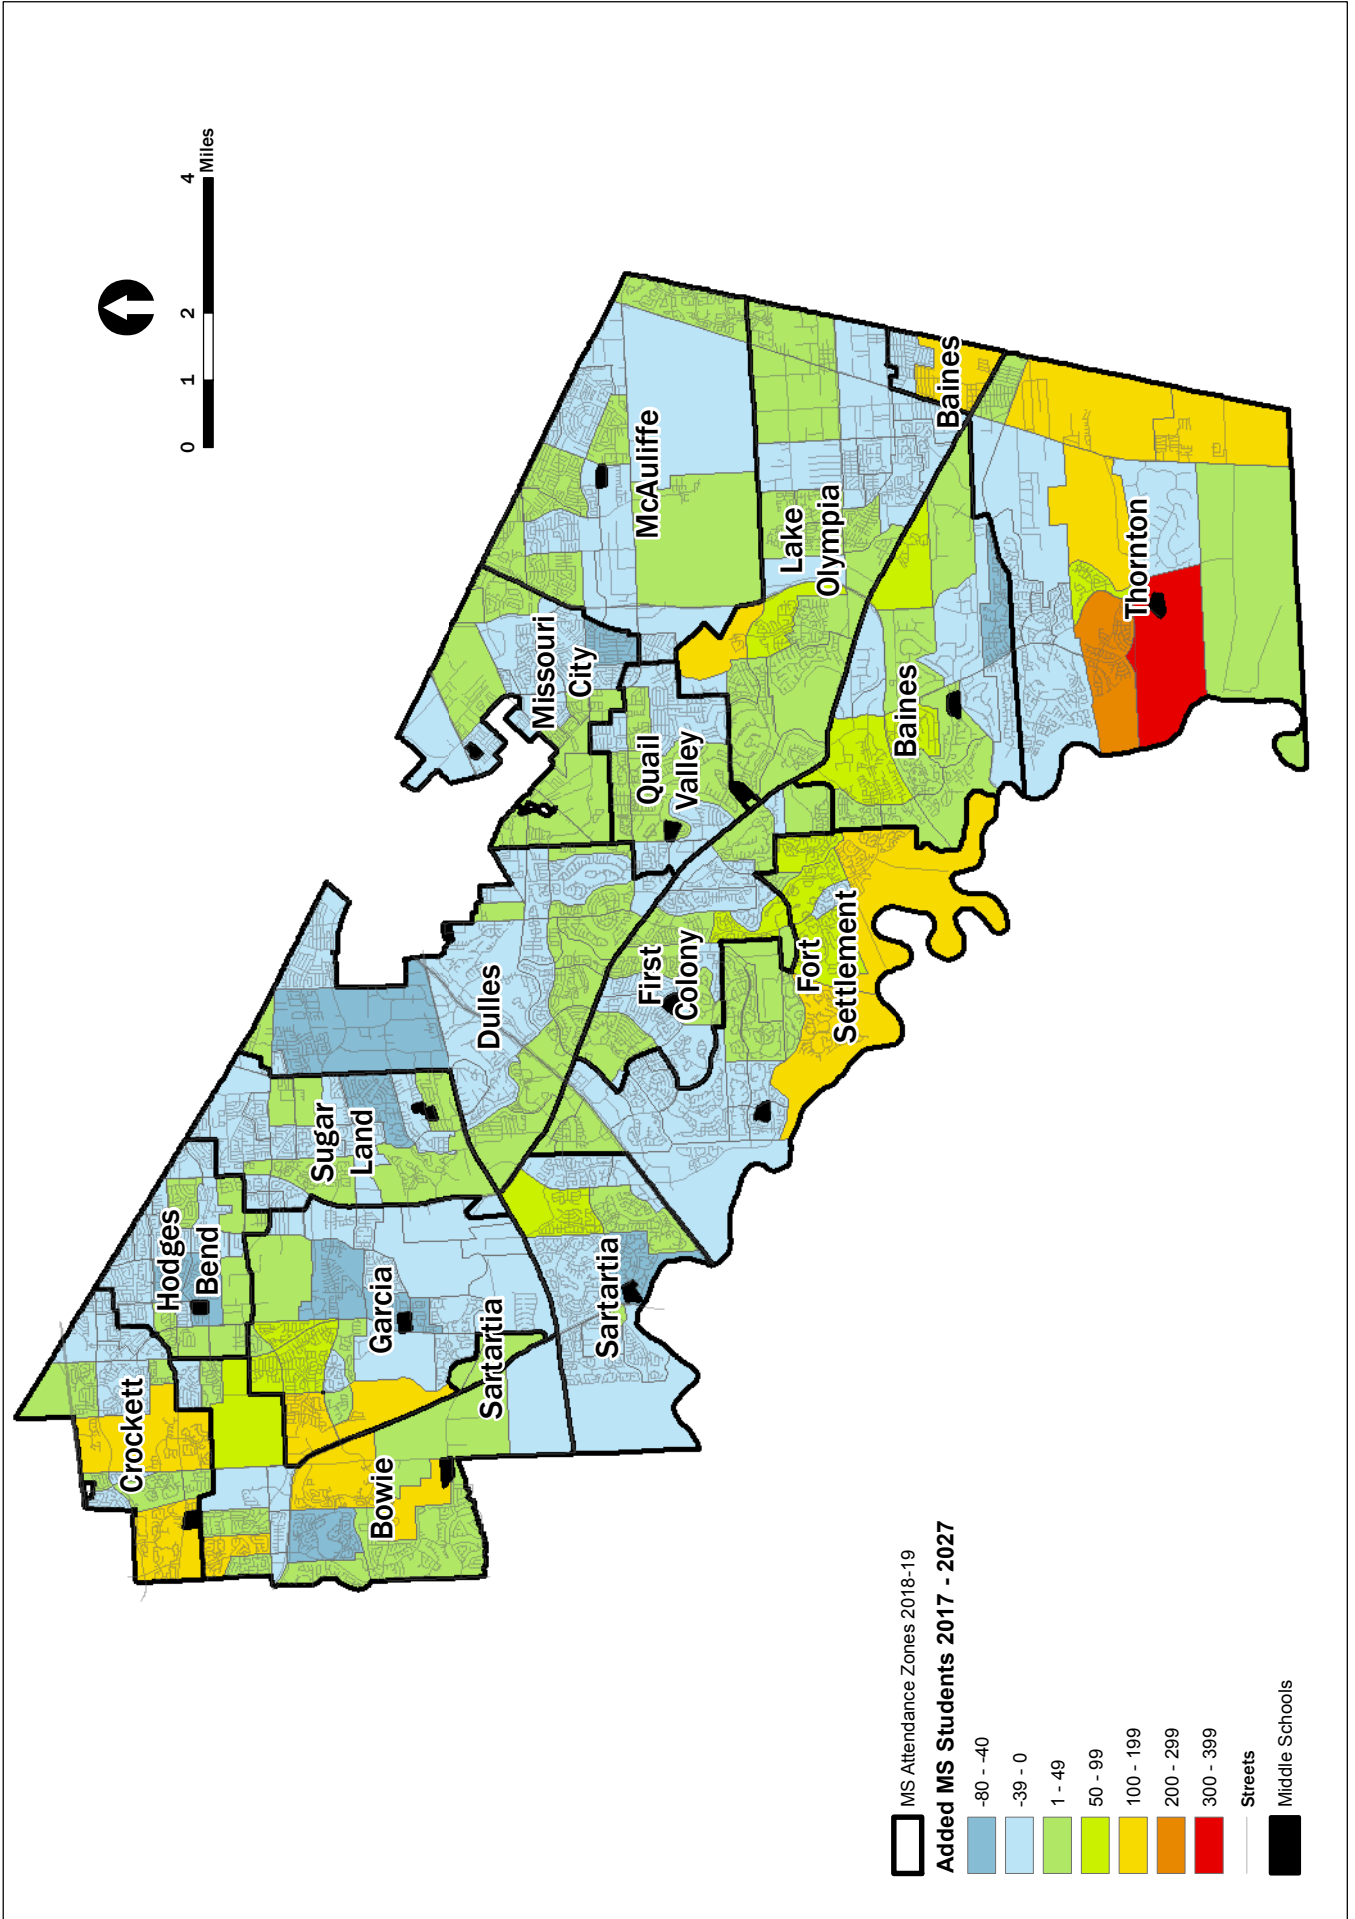 0 1 2 4
Miles
Crockett
Hodges
Bend
Sugar
Land
Bowie
Garcia
Sartartia
Sartartia
Dulles
Missouri
City
McAuliffe
Quail
Valley
First
Colony
Lake
Olympia
Fort
Settlement
Baines
Baines
Thornton
MS Attendance Zones 2018-19
Added MS Students 2017 - 2027
-80 - -40
-39 - 0
1 - 49
50 - 99
100 - 199
200 - 299
300 - 399
Streets
Middle Schools